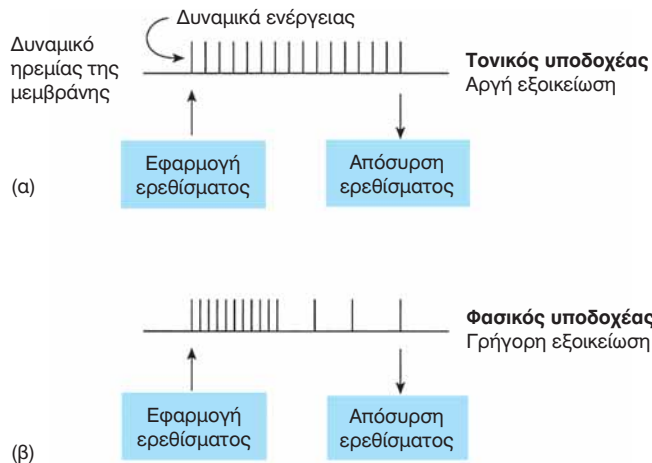 Δυναμικά ενέργειας
Δυναμικό
ηρεμίας της
μεμβράνης
Τονικός υποδοχέας
Αργή εξοικείωση
Εφαρμογή
ερεθίσματος
Απόσυρση
ερεθίσματος
(α)
Φασικός υποδοχέας
Γρήγορη εξοικείωση
Εφαρμογή
ερεθίσματος
Απόσυρση
ερεθίσματος
(β)